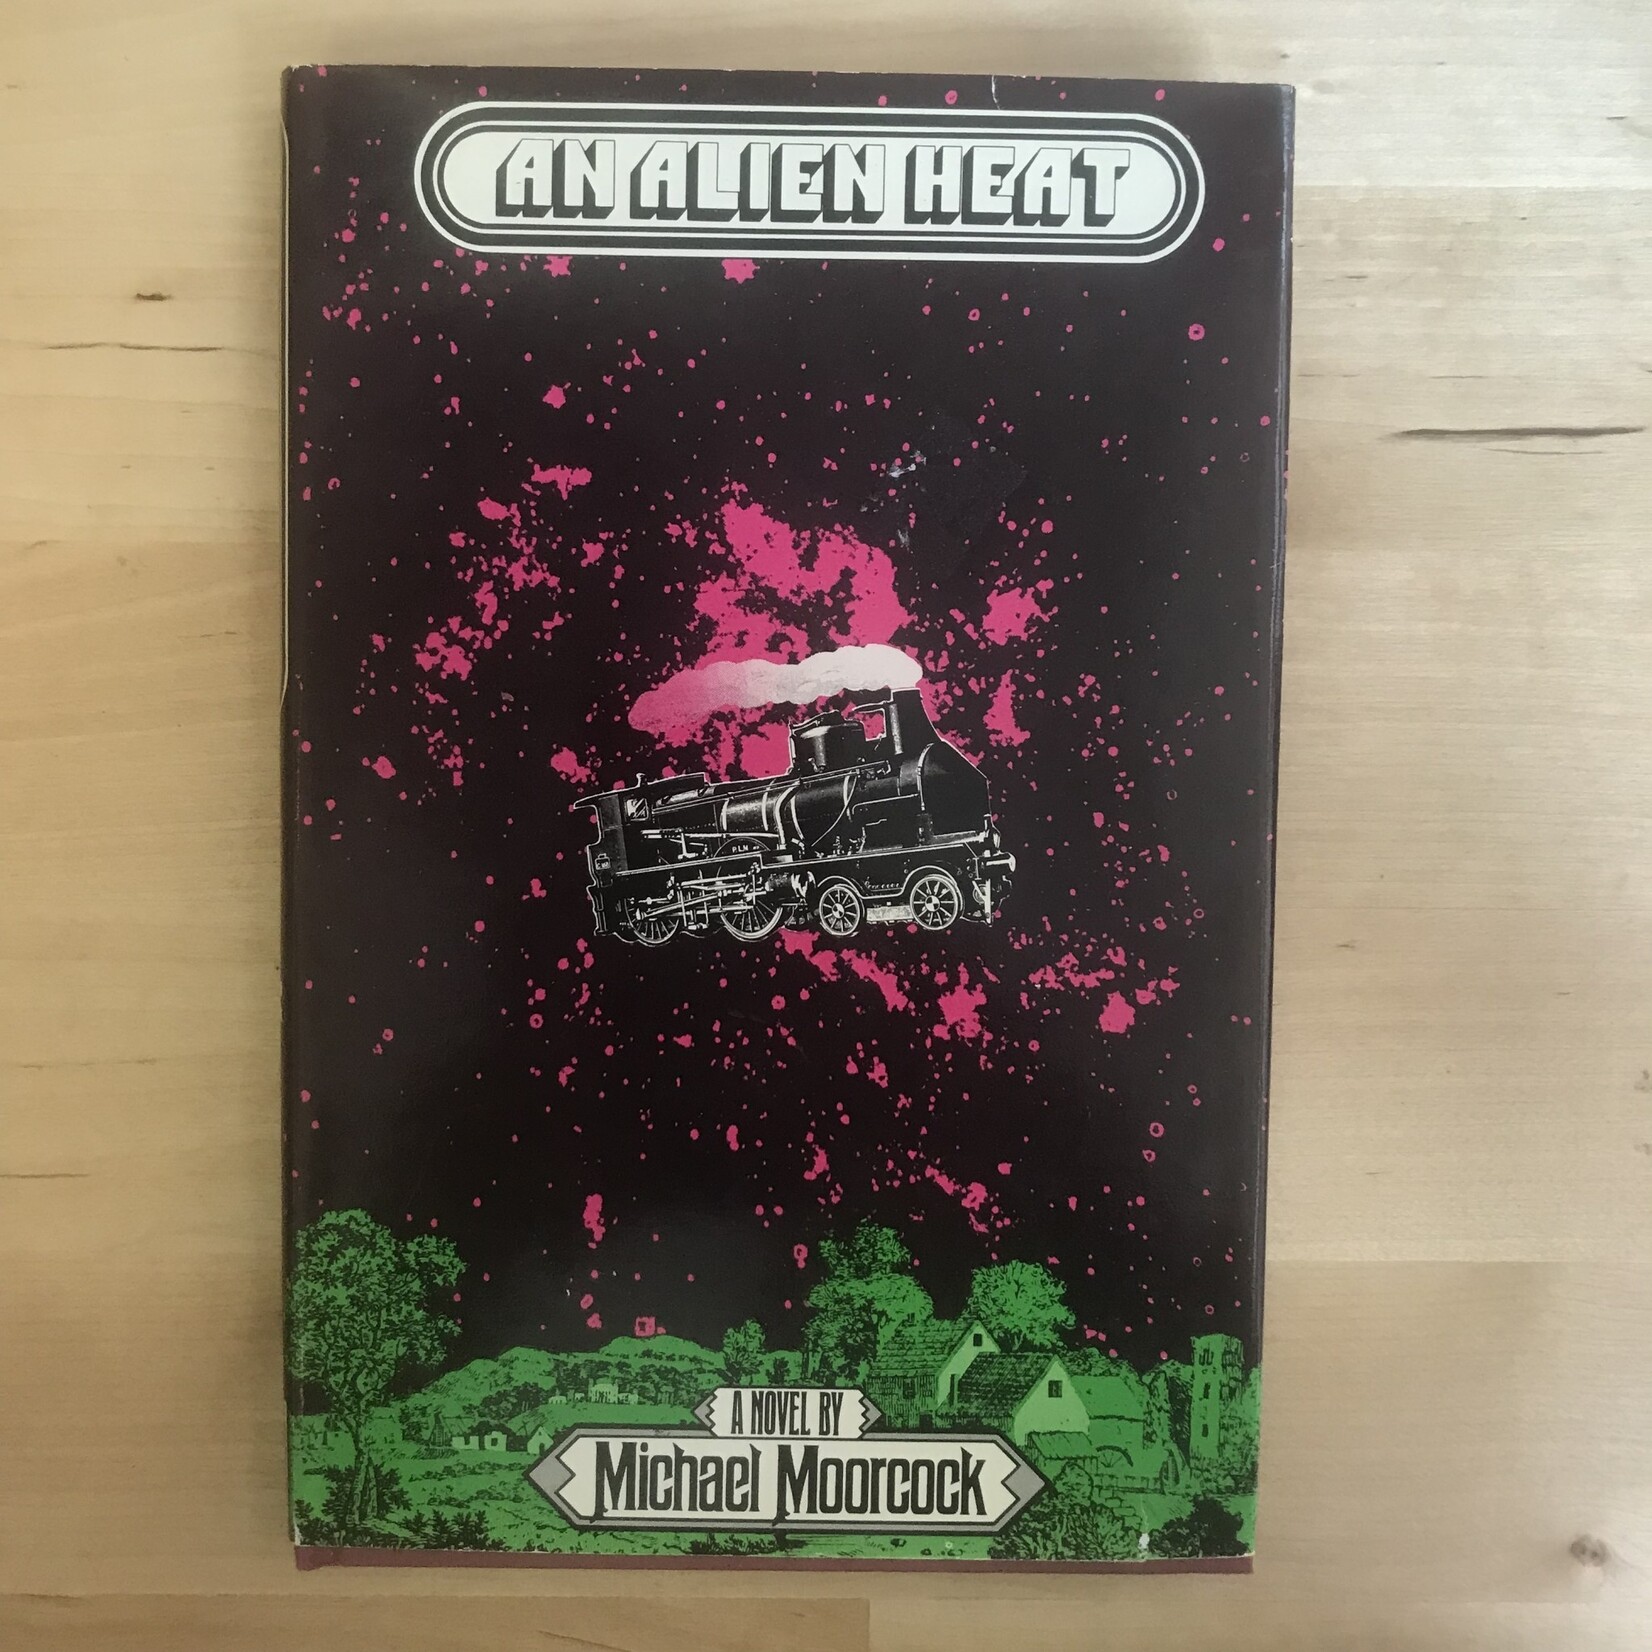 AN ALIEN HEAT
P.L.M
A NOVEL BY
Michael Moorcock